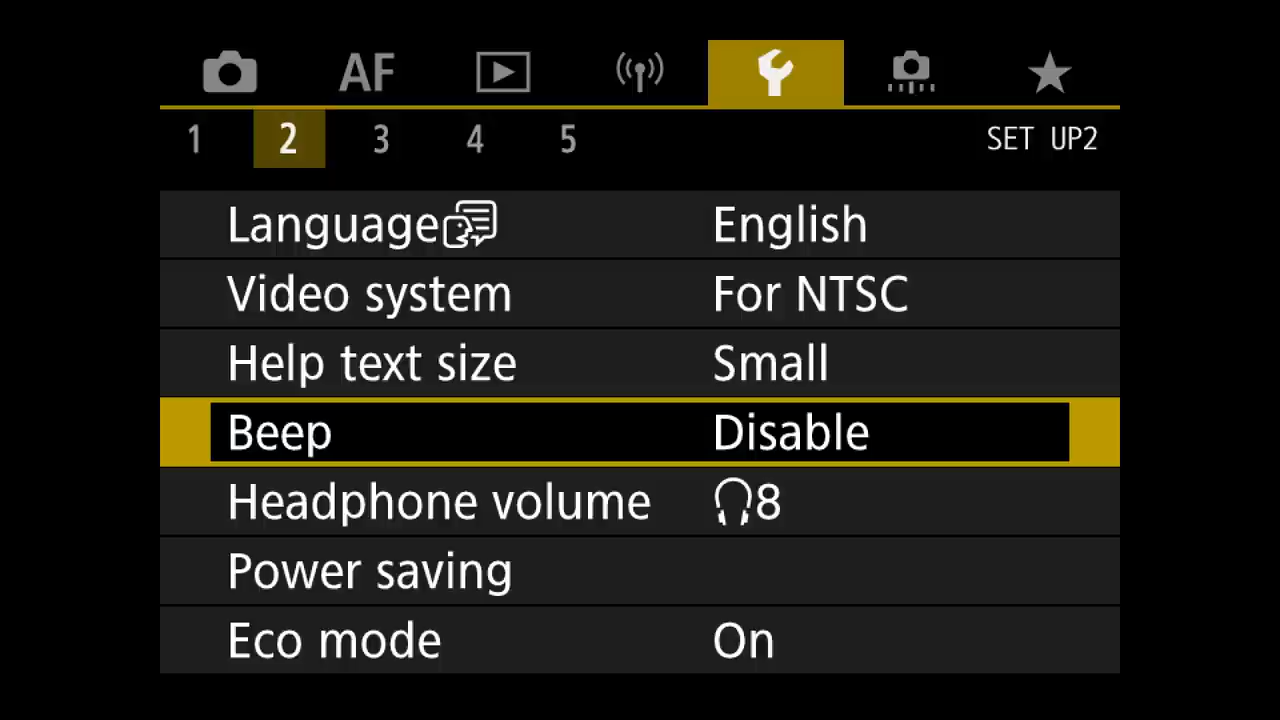 AF
1 2 3 4 5 SET UP2
Language English
Video system For NTSC
Help text size Small
Beep Disable
Headphone volume 8
Power saving
Eco mode On